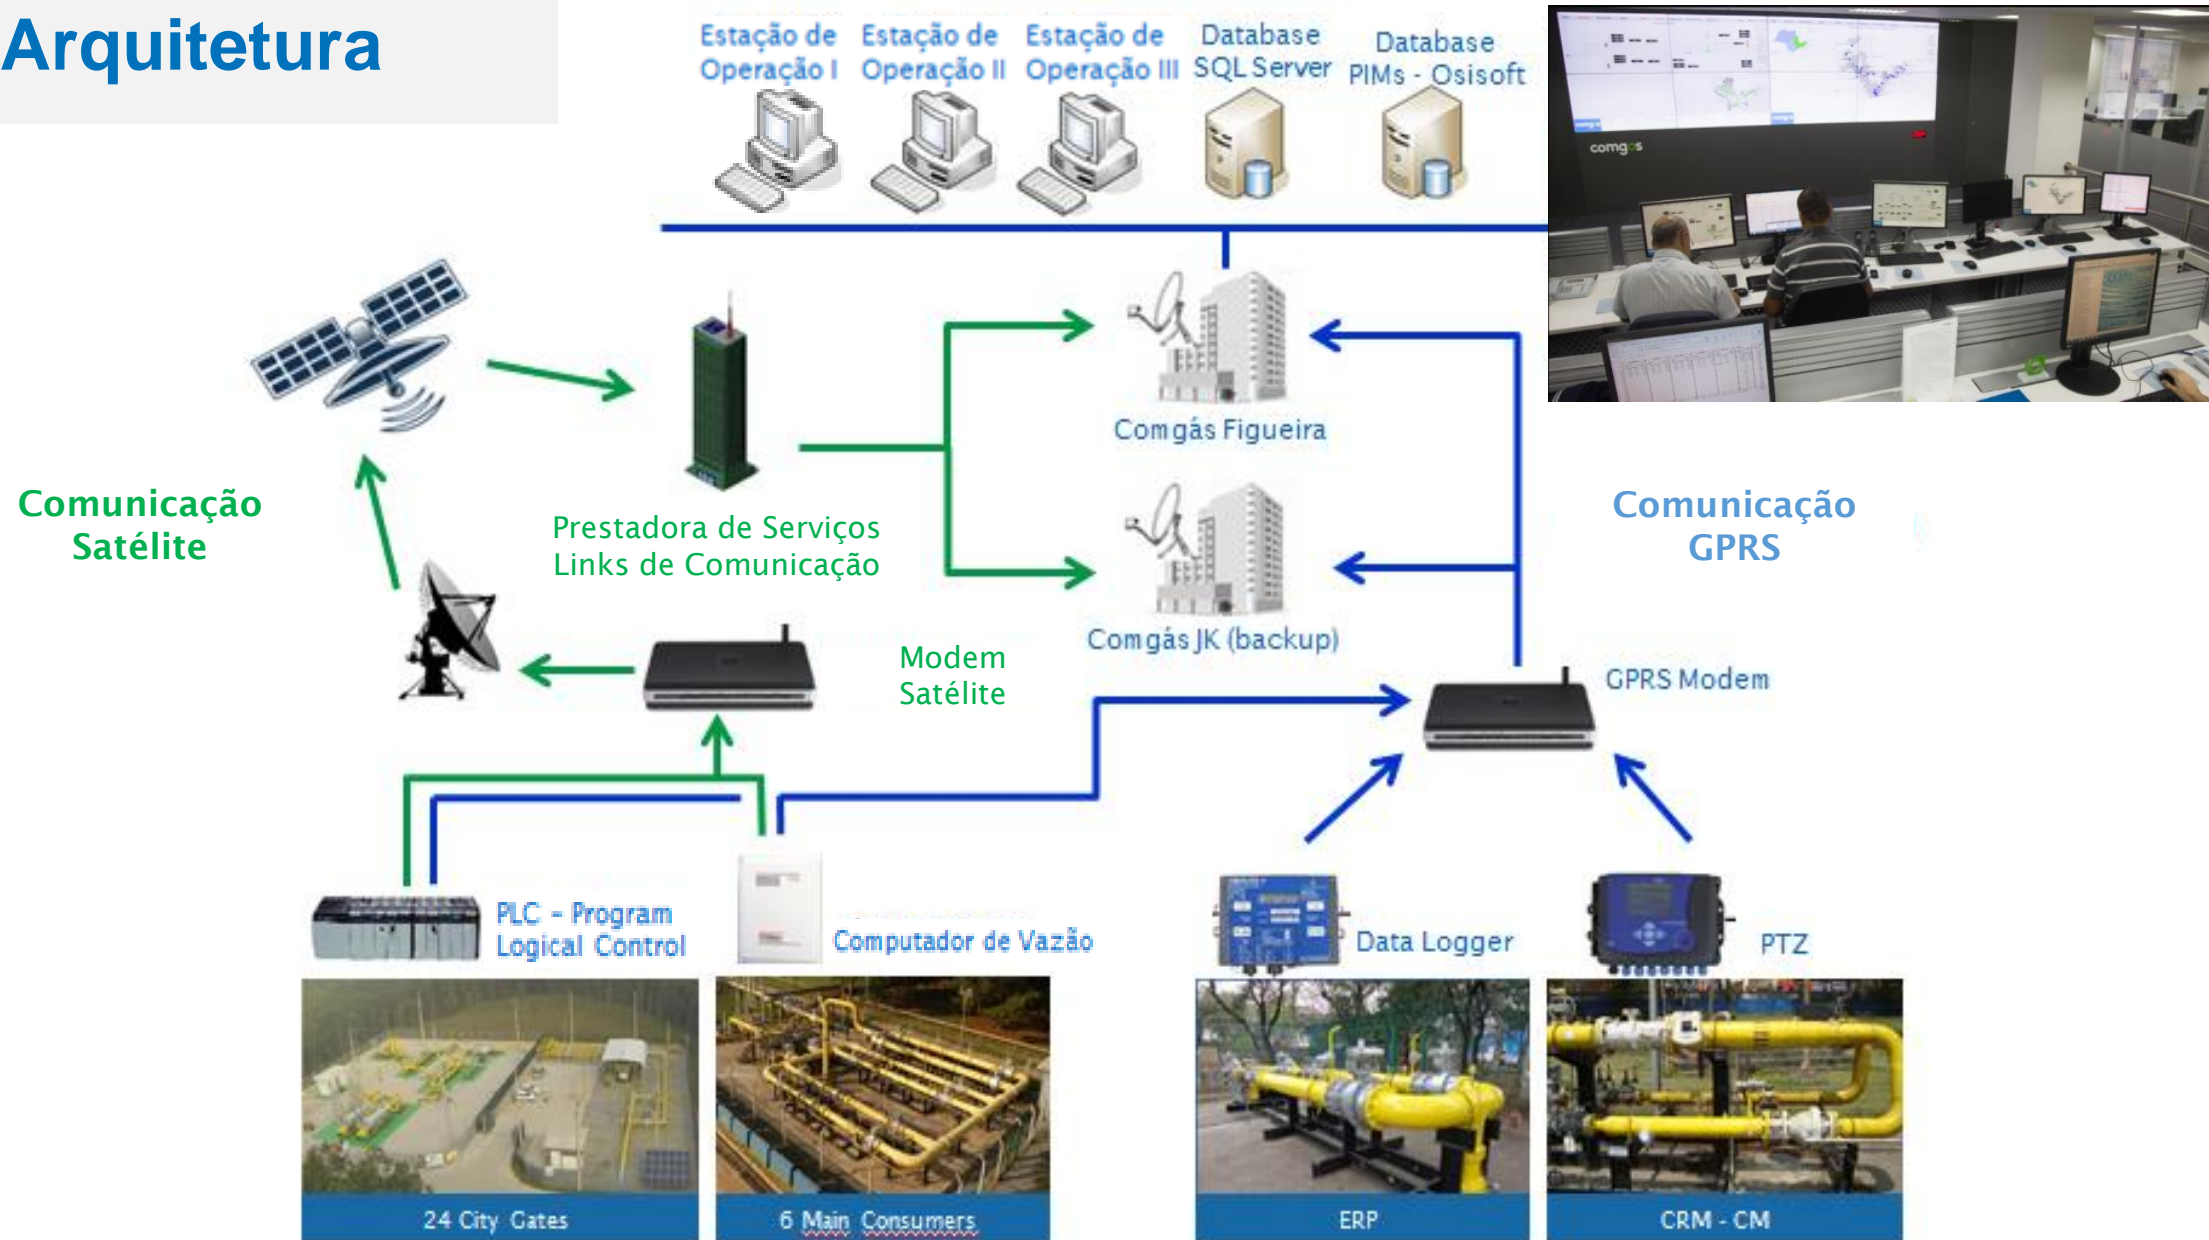 Arquitetura
Estação de
Operação I
Estação de
Operação II
Estação de
Operação III
Database
SQL Server
Database
PIMs - Osisoft
comgas
Comgás Figueira
Comunicação
Satélite
Prestadora de Serviços
Links de Comunicação
Comunicação
GPRS
Comgás JK (backup)
Modem
Satélite
GPRS Modem
PLC - Program
Logical Control
Computador de Vazão
Data Logger
PTZ
24 City Gates
6 Main Consumers
ERP
CRM - CM